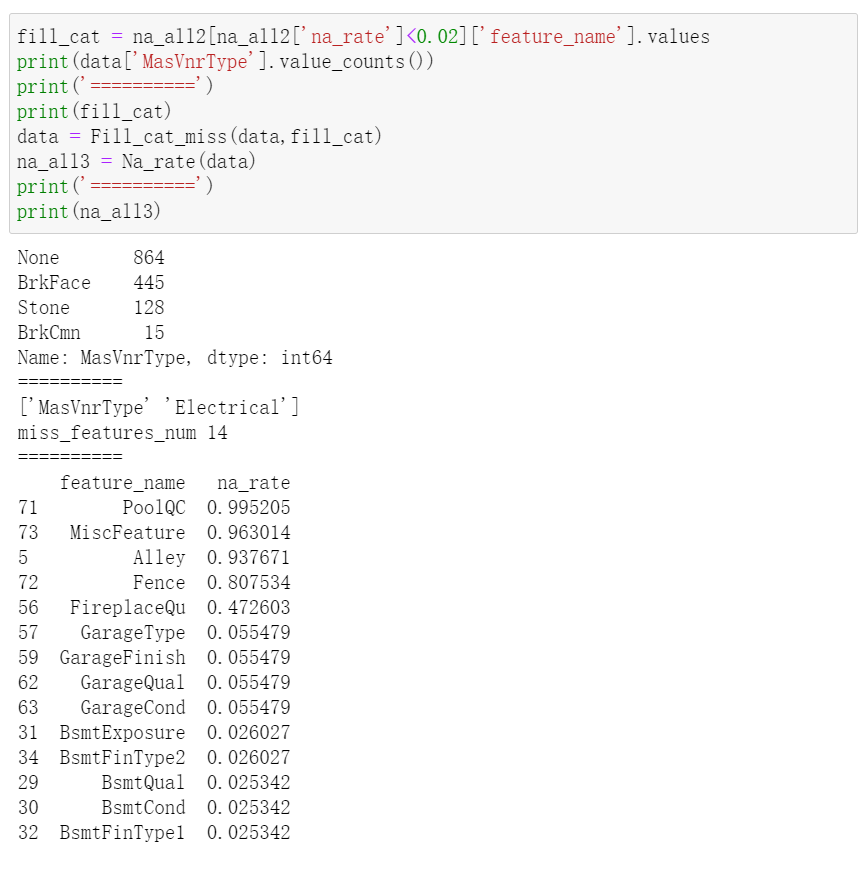 fill_cat = na_all2[na_all2['na_rate']<0.02]['feature_name'].values
print(data['MasVnrType'].value_counts())
print('==========')
print(fill_cat)
data = Fill_cat_miss(data,fill_cat)
na_all3 = Na_rate(data)
print('==========')
print(na_all3)
None       864
BrkFace    445
Stone      128
BrkCmn      15
Name: MasVnrType, dtype: int64
==========
['MasVnrType' 'Electrical']
miss_features_num 14
==========
    feature_name   na_rate
71        PoolQC  0.995205
73   MiscFeature  0.963014
5          Alley  0.937671
72         Fence  0.807534
56   FireplaceQu  0.472603
57    GarageType  0.055479
59  GarageFinish  0.055479
62    GarageQual  0.055479
63    GarageCond  0.055479
31  BsmtExposure  0.026027
34  BsmtFinType2  0.026027
29      BsmtQual  0.025342
30      BsmtCond  0.025342
32  BsmtFinType1  0.025342